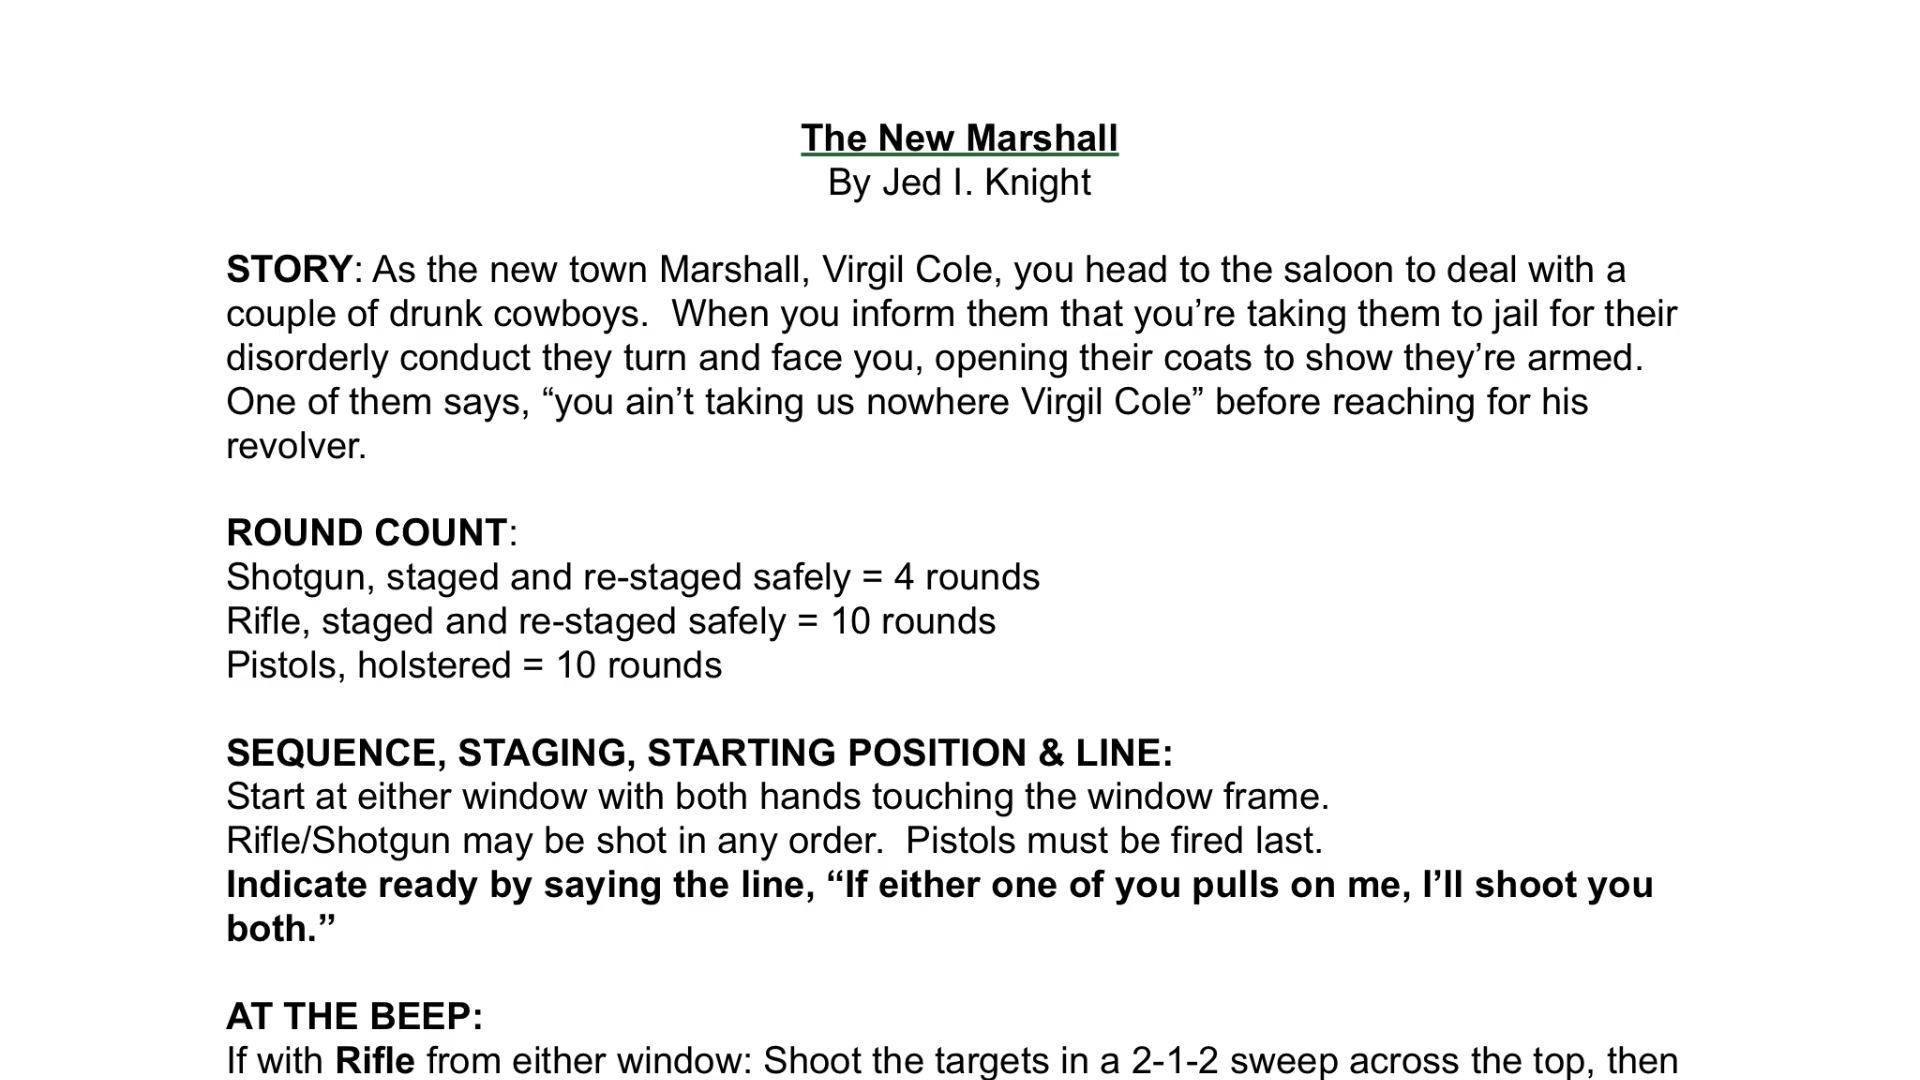 The New Marshall
By Jed I. Knight
STORY: As the new town Marshall, Virgil Cole, you head to the saloon to deal with a
couple of drunk cowboys.  When you inform them that you’re taking them to jail for their
disorderly conduct they turn and face you, opening their coats to show they’re armed.
One of them says, “you ain’t taking us nowhere Virgil Cole” before reaching for his
revolver.
ROUND COUNT:
Shotgun, staged and re-staged safely = 4 rounds
Rifle, staged and re-staged safely = 10 rounds
Pistols, holstered = 10 rounds
SEQUENCE, STAGING, STARTING POSITION & LINE:
Start at either window with both hands touching the window frame.
Rifle/Shotgun may be shot in any order.  Pistols must be fired last.
Indicate ready by saying the line, “If either one of you pulls on me, I’ll shoot you
both.”
AT THE BEEP:
If with Rifle from either window: Shoot the targets in a 2-1-2 sweep across the top, then